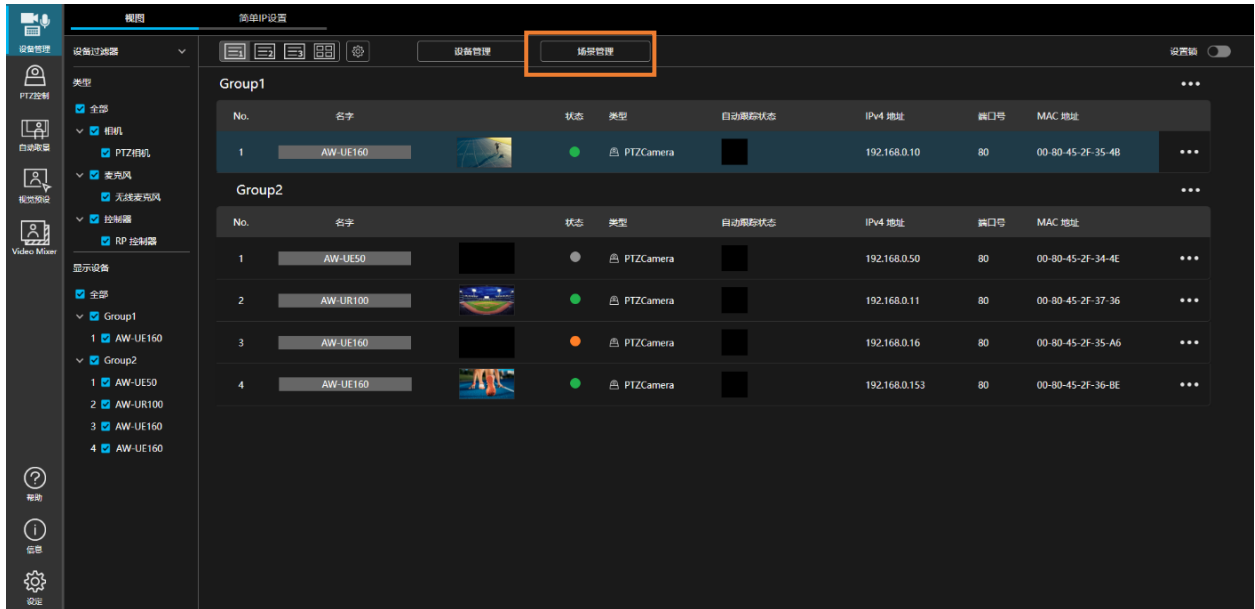 视图 简单IP设置
设备管理
PTZ控制
自动取景
视觉预设
Video Mixer
帮助
信息
设定
设备过滤器
类型
全部
相机
PTZ相机
麦克风
无线麦克风
控制器
RP 控制器
显示设备
全部
Group1
1 AW-UE160
Group2
1 AW-UE50
2 AW-UR100
3 AW-UE160
4 AW-UE160
1 2 3 设备管理 场景管理 设置锁
Group1
No. 名字 状态 类型 自动跟踪状态 IPv4 地址 端口号 MAC 地址
1 AW-UE160 PTZCamera 192.168.0.10 80 00-80-45-2F-35-4B
Group2
No. 名字 状态 类型 自动跟踪状态 IPv4 地址 端口号 MAC 地址
1 AW-UE50 PTZCamera 192.168.0.50 80 00-80-45-2F-34-4E
2 AW-UR100 PTZCamera 192.168.0.11 80 00-80-45-2F-37-36
3 AW-UE160 PTZCamera 192.168.0.16 80 00-80-45-2F-35-A6
4 AW-UE160 PTZCamera 192.168.0.153 80 00-80-45-2F-36-BE